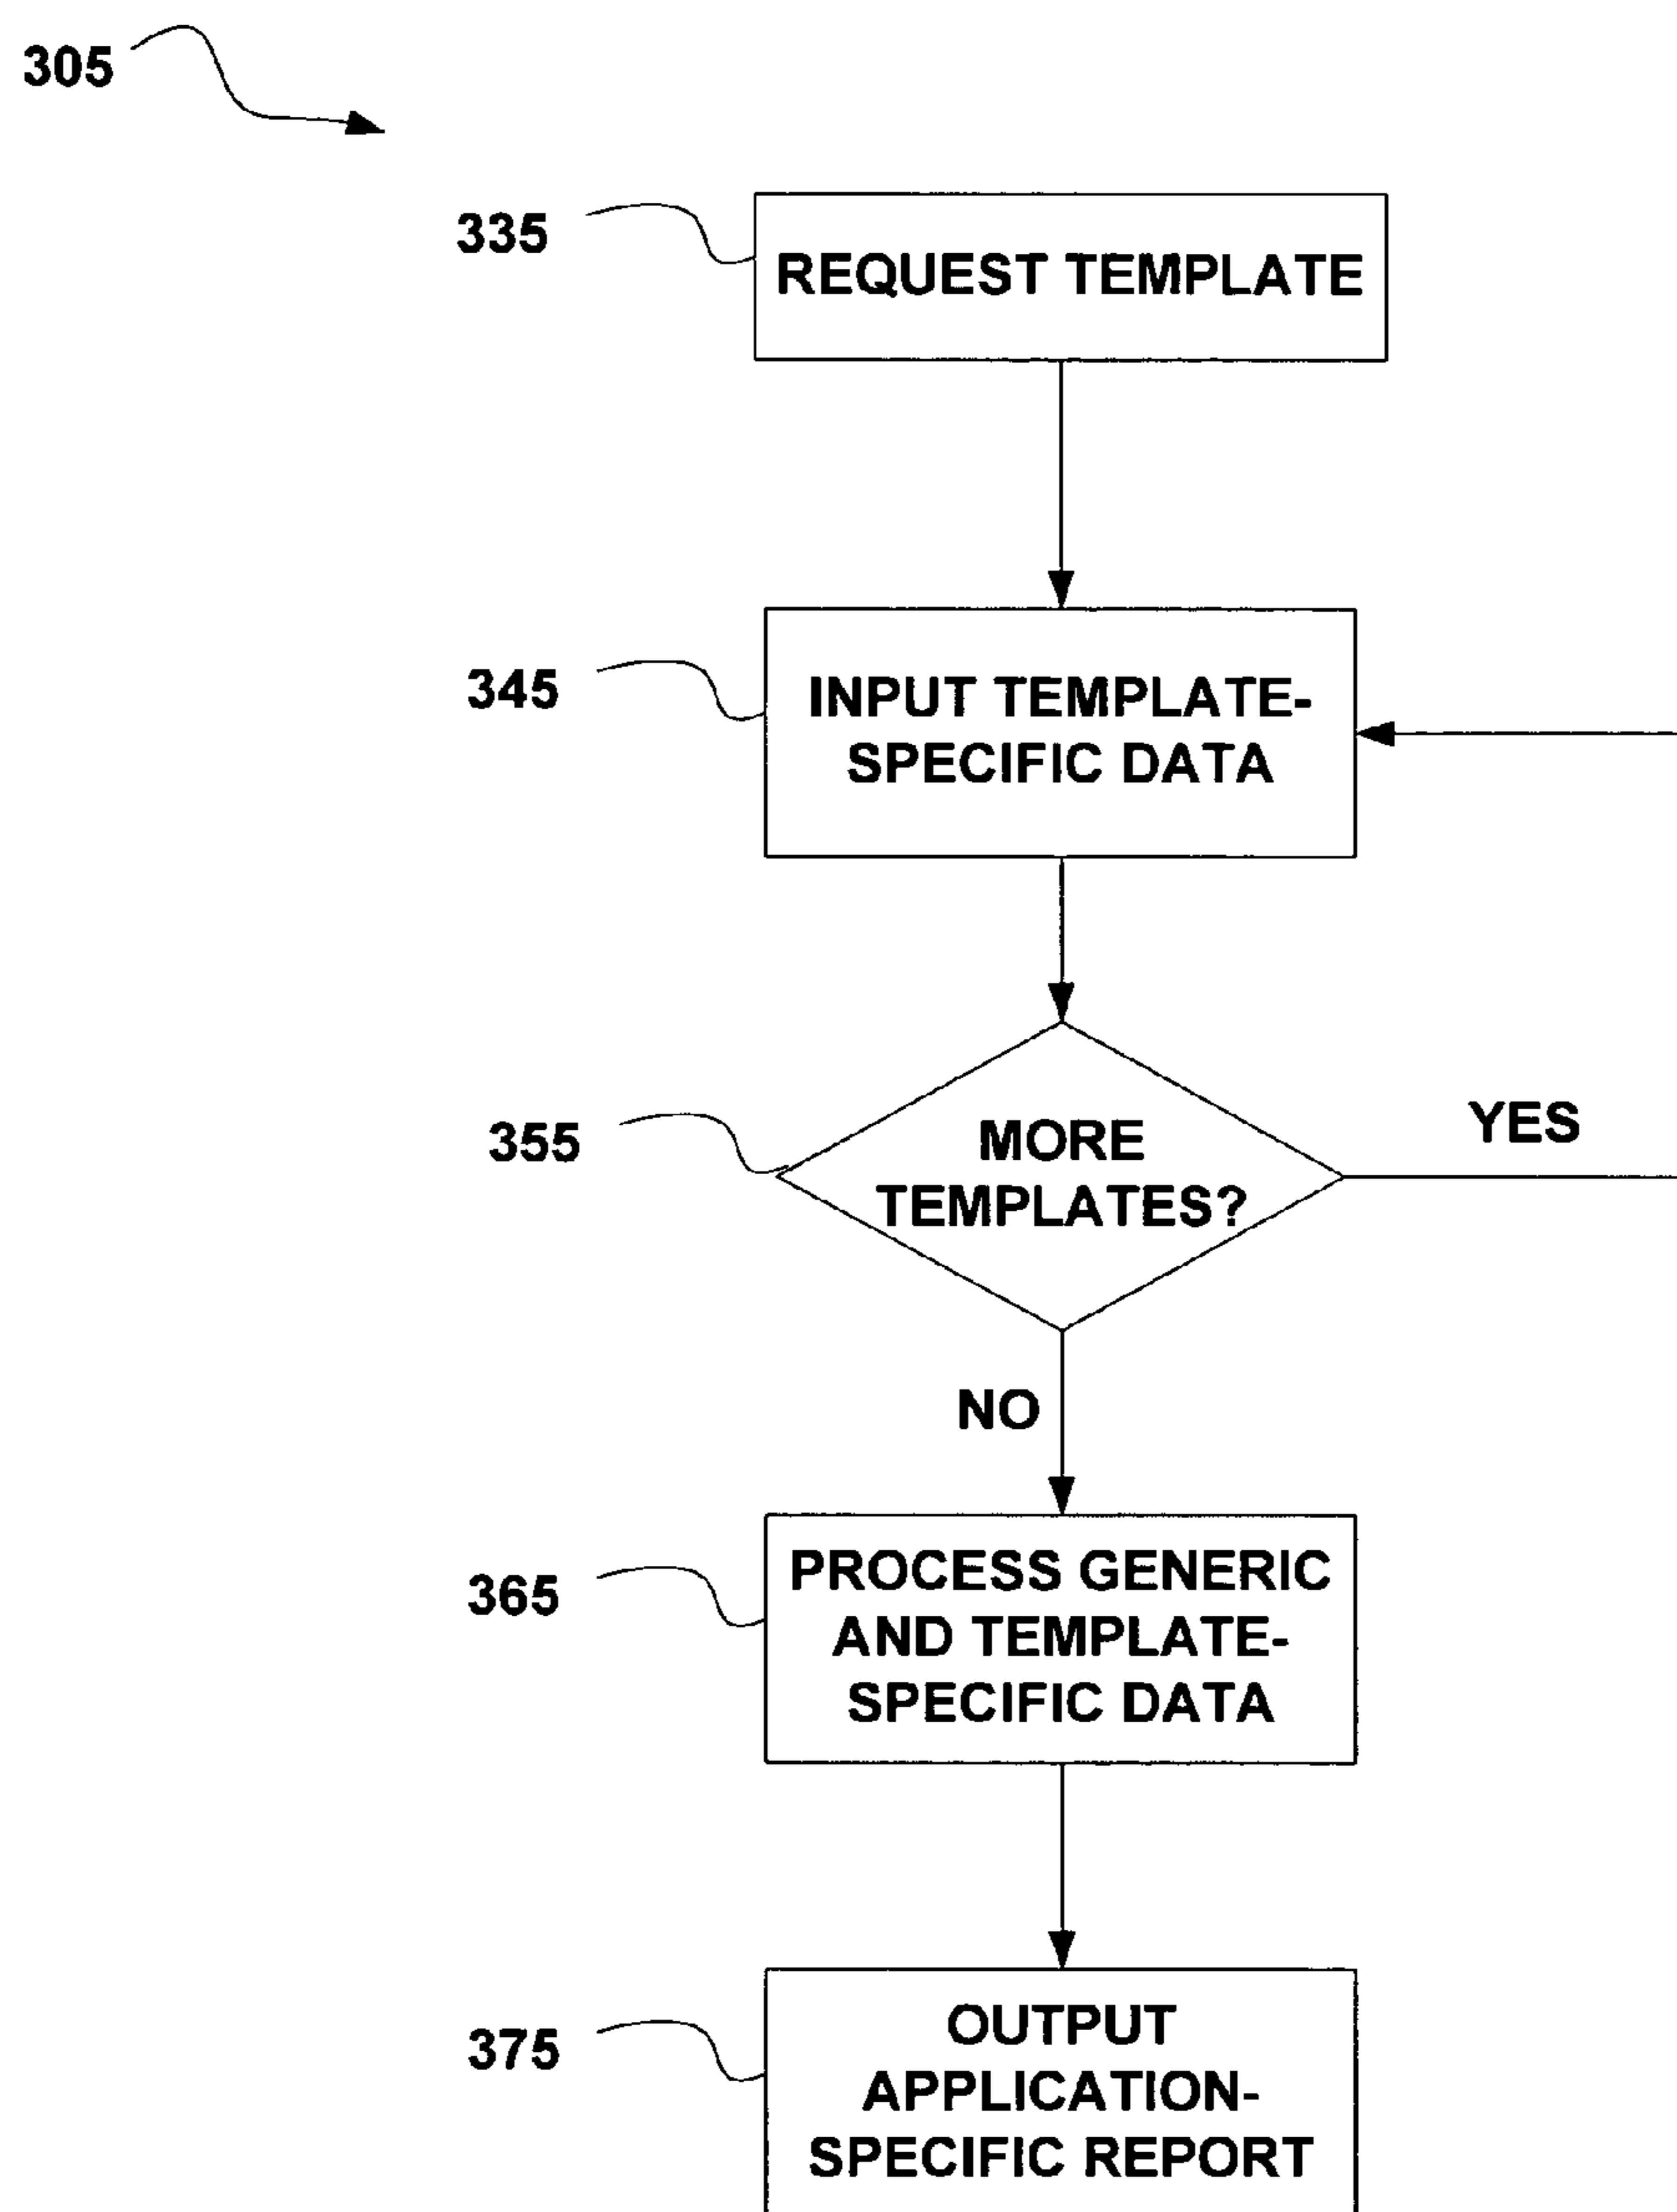 305
335
REQUEST TEMPLATE
345
INPUT TEMPLATE-
SPECIFIC DATA
355
MORE
TEMPLATES?
YES
NO
365
PROCESS GENERIC
AND TEMPLATE-
SPECIFIC DATA
375
OUTPUT
APPLICATION-
SPECIFIC REPORT